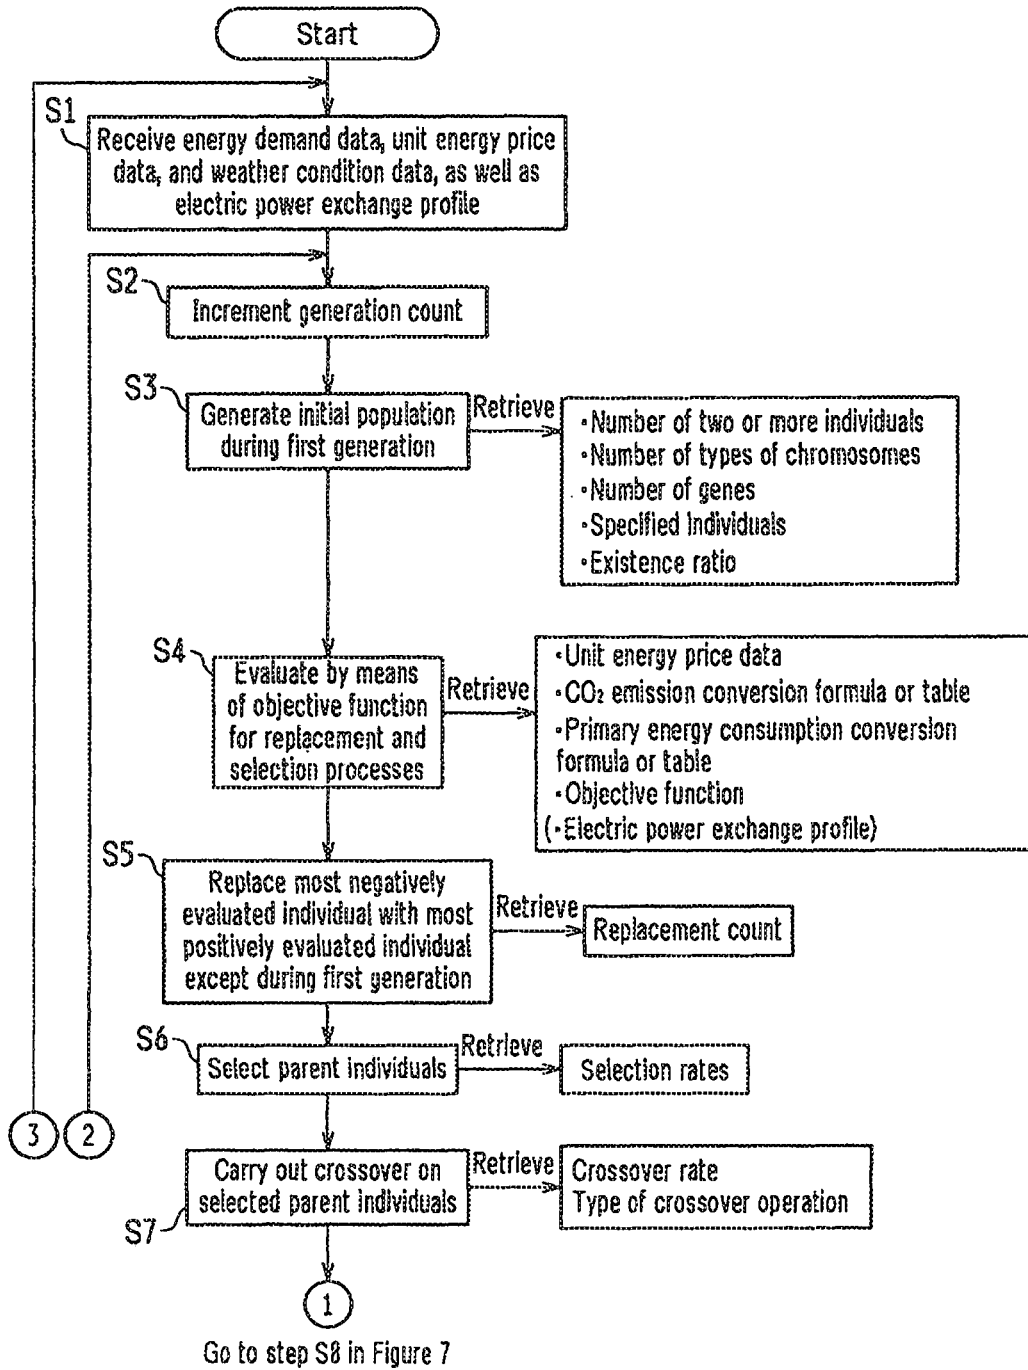 Start
S1
Receive energy demand data, unit energy price
data, and weather condition data, as well as
electric power exchange profile
S2
Increment generation count
S3
Generate initial population
during first generation
Retrieve
・Number of two or more individuals
・Number of types of chromosomes
・Number of genes
・Specified individuals
・Existence ratio
S4
Evaluate by means
of objective function
for replacement and
selection processes
Retrieve
・Unit energy price data
・CO₂ emission conversion formula or table
・Primary energy consumption conversion
formula or table
・Objective function
(・Electric power exchange profile)
S5
Replace most negatively
evaluated individual with most
positively evaluated individual
except during first generation
Retrieve
Replacement count
S6
Select parent individuals
Retrieve
Selection rates
3
2
Carry out crossover on
selected parent individuals
S7
Retrieve
Crossover rate
Type of crossover operation
1
Go to step S8 in Figure 7